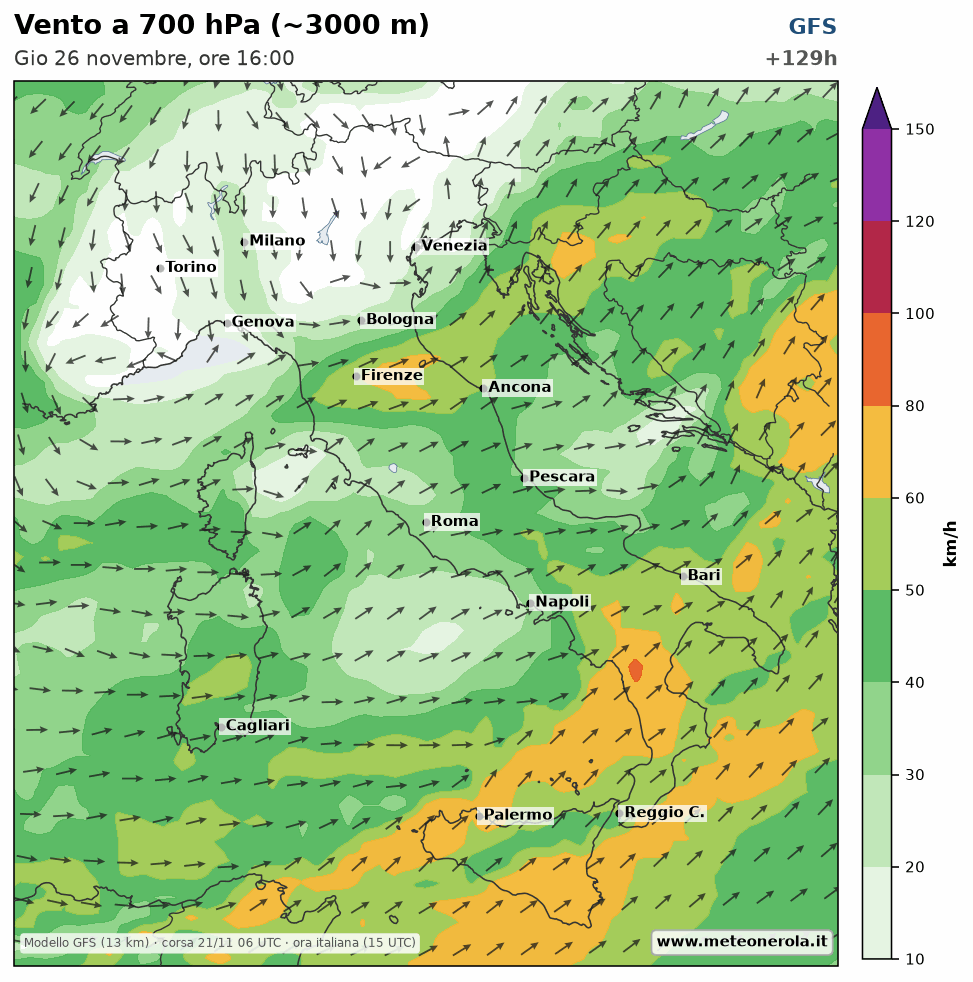 Vento a 700 hPa (~3000 m)
GFS
Gio 26 novembre, ore 16:00
+129h
150
120
100
80
60
50
40
30
20
10
km/h
Milano
Venezia
Torino
Genova
Bologna
Firenze
Ancona
Pescara
Roma
Bari
Napoli
Cagliari
Palermo
Reggio C.
Modello GFS (13 km) · corsa 21/11 06 UTC · ora italiana (15 UTC)
www.meteonerola.it